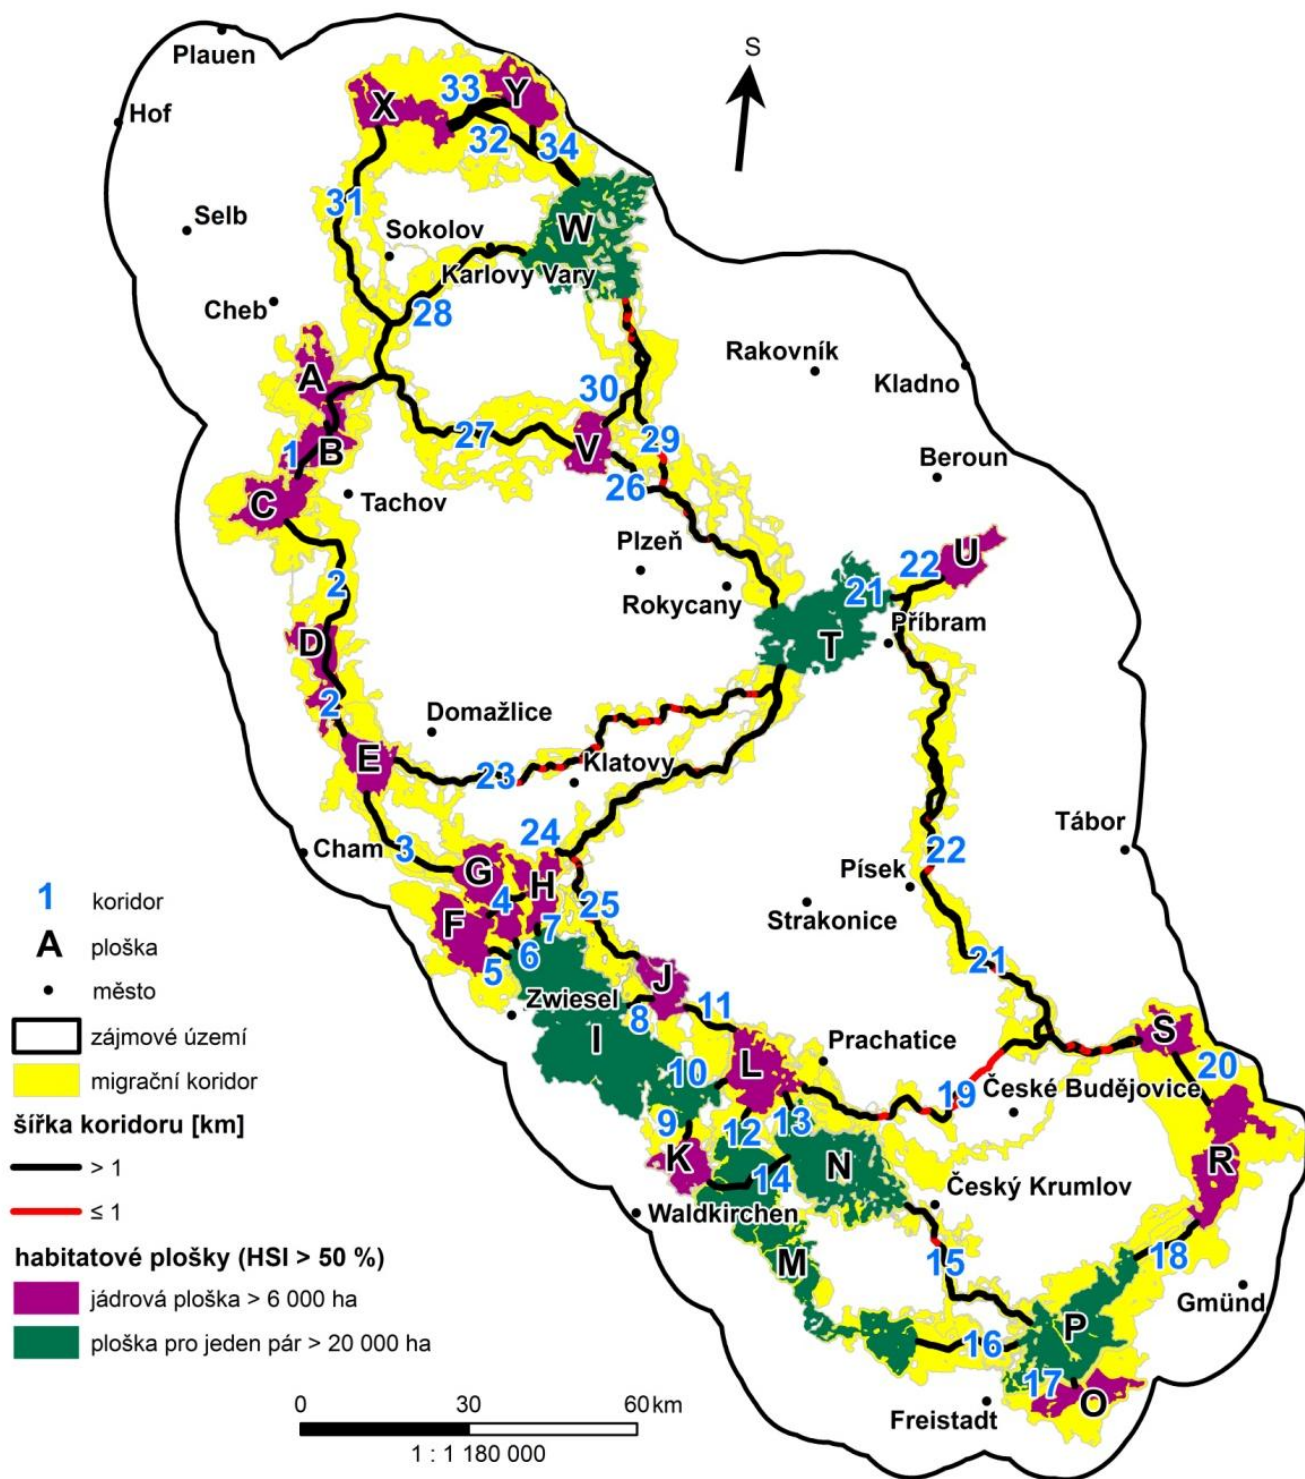 S
Plauen
Hof
X
33
Y
32
34
31
Selb
Sokolov
W
Karlovy Vary
Cheb
28
Rakovník
Kladno
A
30
27
V
29
1
B
26
Beroun
C
Tachov
Plzeň
22
U
2
Rokycany
21
Příbram
D
T
2
Domažlice
E
23
Klatovy
Cham
3
24
Tábor
G
H
22
Písek
4
25
Strakonice
F
7
5
6
21
J
Zwiesel
8
11
S
I
Prachatice
10
L
20
České Budějovice
19
9
12
13
K
14
N
R
Waldkirchen
Český Krumlov
M
15
18
Gmünd
P
16
17
O
Freistadt
1 koridor
A ploška
město
zájmové území
migrační koridor
šířka koridoru [km]
> 1
≤ 1
habitatové plošky (HSI > 50 %)
jádrová ploška > 6 000 ha
ploška pro jeden pár > 20 000 ha
0 30 60 km
1 : 1 180 000